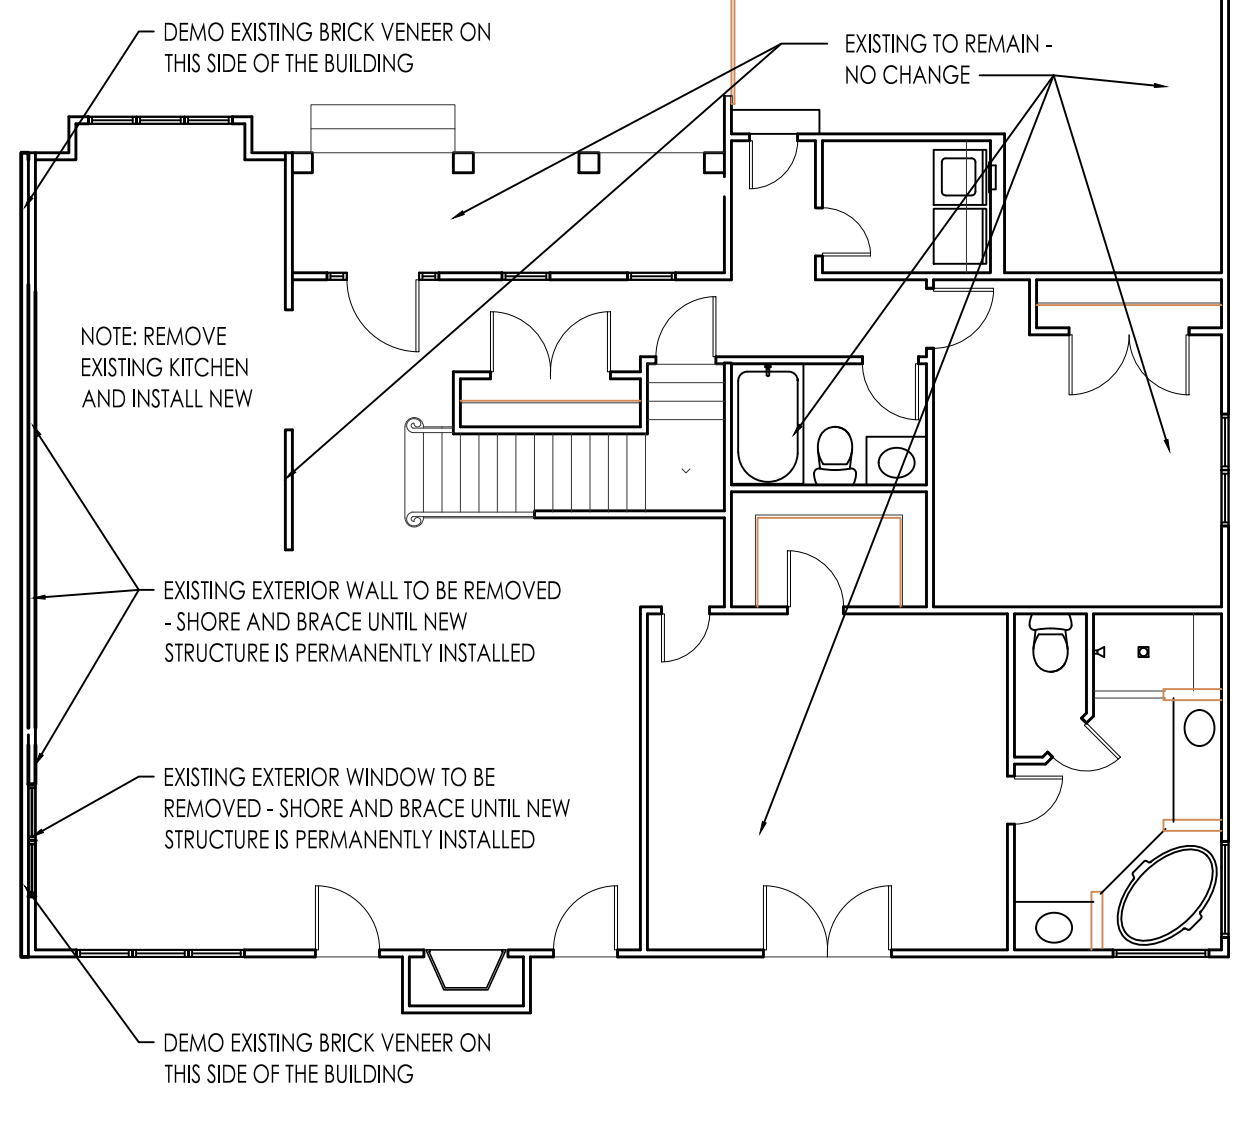 DEMO EXISTING BRICK VENEER ON
THIS SIDE OF THE BUILDING
EXISTING TO REMAIN -
NO CHANGE
NOTE: REMOVE
EXISTING KITCHEN
AND INSTALL NEW
EXISTING EXTERIOR WALL TO BE REMOVED
- SHORE AND BRACE UNTIL NEW
STRUCTURE IS PERMANENTLY INSTALLED
EXISTING EXTERIOR WINDOW TO BE
REMOVED - SHORE AND BRACE UNTIL NEW
STRUCTURE IS PERMANENTLY INSTALLED
DEMO EXISTING BRICK VENEER ON
THIS SIDE OF THE BUILDING